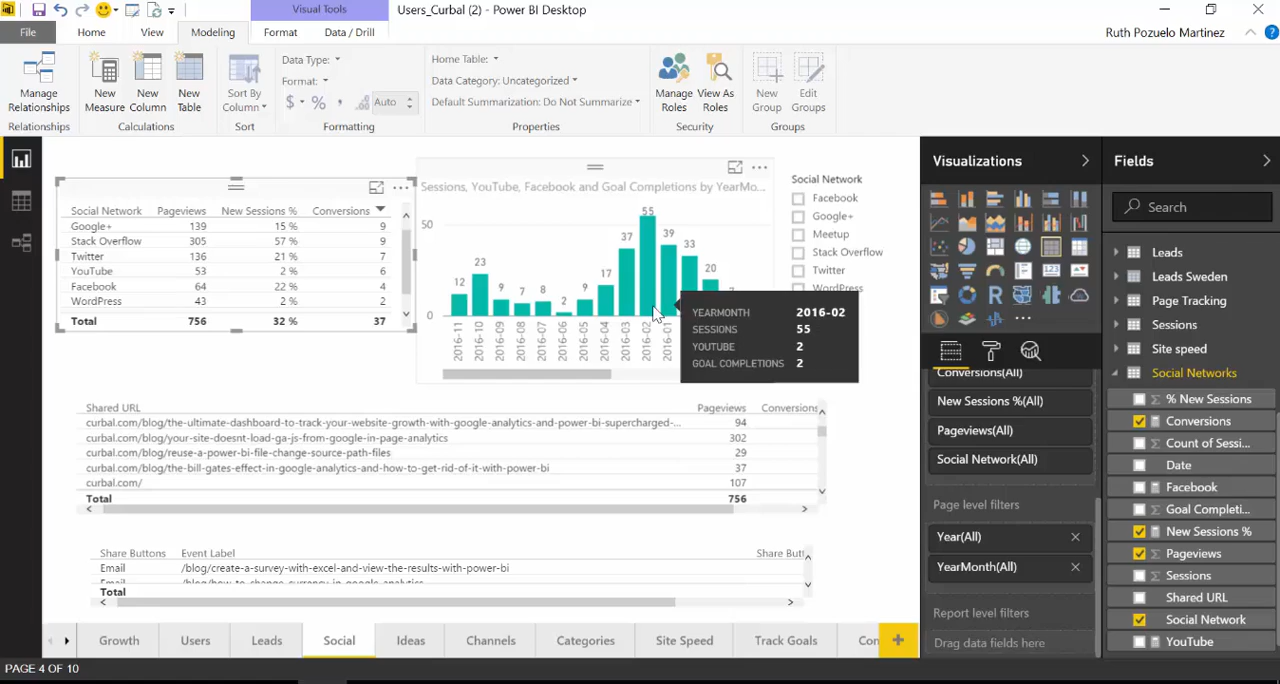 Visual Tools
Users_Curbal (2) - Power BI Desktop
File
Home
View
Modeling
Format
Data / Drill
Ruth Pozuelo Martinez
?
Manage Relationships
New Measure
New Column
New Table
Sort By Column
Data Type:
Format:
$ % , Auto
Home Table:
Data Category: Uncategorized
Default Summarization: Do Not Summarize
Manage Roles
View As Roles
New Group
Edit Groups
Relationships
Calculations
Sort
Formatting
Properties
Security
Groups
Social Network Pageviews New Sessions % Conversions
Google+ 139 15 % 9
Stack Overflow 305 57 % 9
Twitter 136 21 % 7
YouTube 53 2 % 6
Facebook 64 22 % 4
WordPress 43 2 % 2
Total 756 32 % 37
Sessions, YouTube, Facebook and Goal Completions by YearMo...
50
0
12 23 9 7 8 2 9 17 37 55 39 33 20
2016-11 2016-10 2016-09 2016-08 2016-07 2016-06 2016-05 2016-04 2016-03 2016-02 2016-01
YEARMONTH 2016-02
SESSIONS 55
YOUTUBE 2
GOAL COMPLETIONS 2
Social Network
Facebook
Google+
Meetup
Stack Overflow
Twitter
WordPress
Shared URL Pageviews Conversions
curbal.com/blog/the-ultimate-dashboard-to-track-your-website-growth-with-google-analytics-and-power-bi-supercharged-... 94
curbal.com/blog/your-site-doesnt-load-ga-js-from-google-in-page-analytics 302
curbal.com/blog/reuse-a-power-bi-file-change-source-path-files 29
curbal.com/blog/the-bill-gates-effect-in-google-analytics-and-how-to-get-rid-of-it-with-power-bi 37
curbal.com/ 107
Total 756
Share Buttons Event Label Share Butt
Email /blog/create-a-survey-with-excel-and-view-the-results-with-power-bi
Email /blog/how-to-change-currency-in-google-analytics
Total
Growth
Users
Leads
Social
Ideas
Channels
Categories
Site Speed
Track Goals
Con
+
PAGE 4 OF 10
Visualizations
R
123
Conversions(All)
New Sessions %(All)
Pageviews(All)
Social Network(All)
Page level filters
Year(All)
YearMonth(All)
Report level filters
Drag data fields here
Fields
Search
Leads
Leads Sweden
Page Tracking
Sessions
Site speed
Social Networks
Σ % New Sessions
Conversions
Σ Count of Sessi...
Date
Facebook
Σ Goal Completi...
New Sessions %
Σ Pageviews
Σ Sessions
Shared URL
Social Network
YouTube